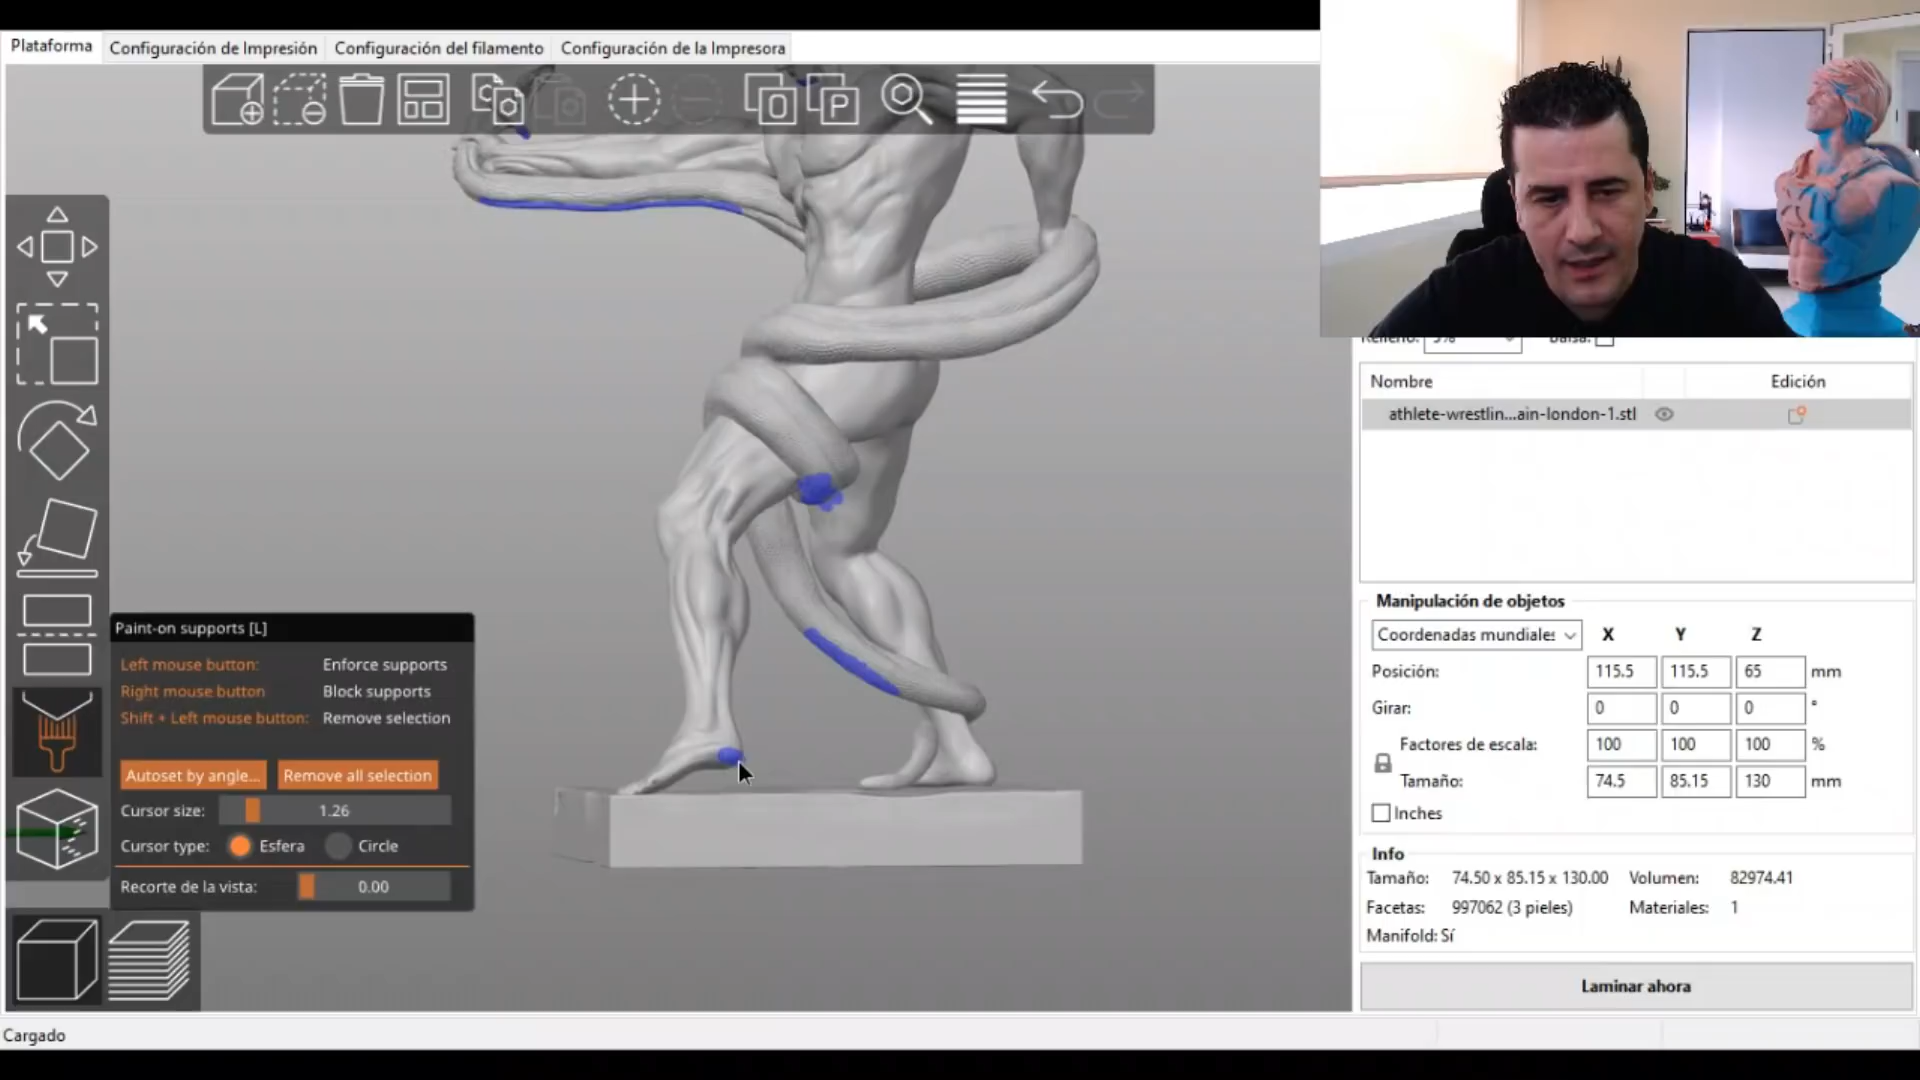 Plataforma
Configuración de Impresión
Configuración del filamento
Configuración de la Impresora
O
P
Relleno:
5%
Balsa:
Nombre
Edición
athlete-wrestlin...ain-london-1.stl
Manipulación de objetos
Coordenadas mundiales
X
Y
Z
Posición:
115.5
115.5
65
mm
Girar:
0
0
0
°
Factores de escala:
100
100
100
%
Tamaño:
74.5
85.15
130
mm
Inches
Info
Tamaño:
74.50 x 85.15 x 130.00
Volumen:
82974.41
Facetas:
997062 (3 pieles)
Materiales:
1
Manifold: Sí
Laminar ahora
Paint-on supports [L]
Left mouse button:
Enforce supports
Right mouse button
Block supports
Shift + Left mouse button:
Remove selection
Autoset by angle...
Remove all selection
Cursor size:
1.26
Cursor type:
Esfera
Circle
Recorte de la vista:
0.00
Cargado